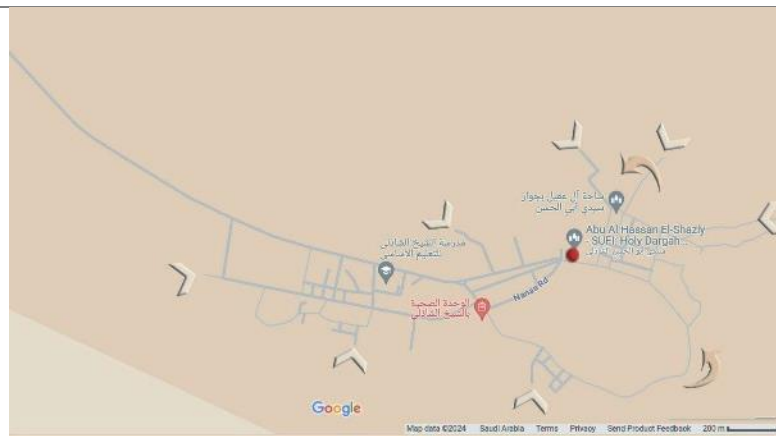 ساحة آل عقيل بجوار
سيدي أبي الحسن
Abu Al Hassan El-Shazly
- SUFI Holy Dargah...
مدرسة الشيخ الشاذلي
للتعليم الاساسي
Nanaa Rd
الوحدة الصحية
بالشيخ الشاذلي
Google
Map data ©2024 Saudi Arabia Terms Privacy Send Product Feedback 200 m